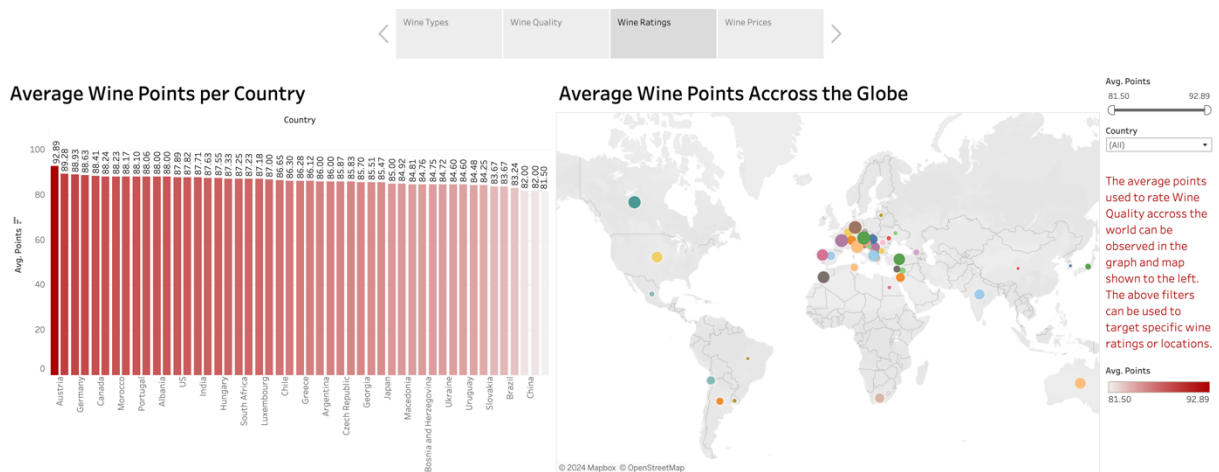 Wine Types
Wine Quality
Wine Ratings
Wine Prices
Average Wine Points per Country
Country
Avg. Points
100
80
60
40
20
0
92.89
89.28
88.93
88.63
88.41
88.24
88.23
88.17
88.10
88.06
88.00
88.00
87.89
87.82
87.71
87.63
87.55
87.33
87.25
87.23
87.18
87.00
86.65
86.30
86.28
86.12
86.00
86.00
85.87
85.83
85.70
85.51
85.47
85.00
84.92
84.81
84.76
84.75
84.72
84.60
84.60
84.48
84.25
83.67
83.67
83.24
82.00
82.00
81.50
Austria
Germany
Canada
Morocco
Portugal
Albania
US
India
Hungary
South Africa
Luxembourg
Chile
Greece
Argentina
Czech Republic
Georgia
Japan
Macedonia
Bosnia and Herzegovina
Ukraine
Uruguay
Slovakia
Brazil
China
Average Wine Points Accross the Globe
© 2024 Mapbox © OpenStreetMap
Avg. Points
81.50 92.89
Country
(All)
The average points
used to rate Wine
Quality accross the
world can be
observed in the
graph and map
shown to the left.
The above filters
can be used to
target specific wine
ratings or locations.
Avg. Points
81.50 92.89